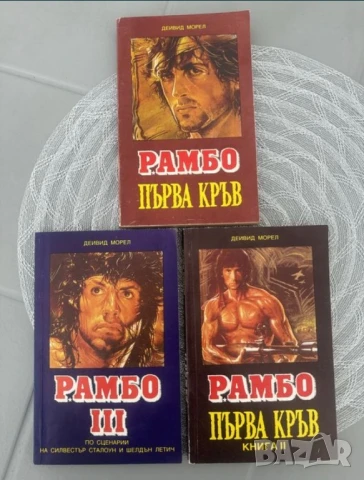 ДЕЙВИД МОРЕЛ
РАМБО
ПЪРВА КРЪВ
ДЕЙВИД МОРЕЛ
РАМБО
III
ПО СЦЕНАРИИ
НА СИЛВЕСТЪР СТАЛОУН И ШЕЛДЪН ЛЕТИЧ
ДЕЙВИД МОРЕЛ
РАМБО
ПЪРВА КРЪВ
КНИГА II
BAZAR